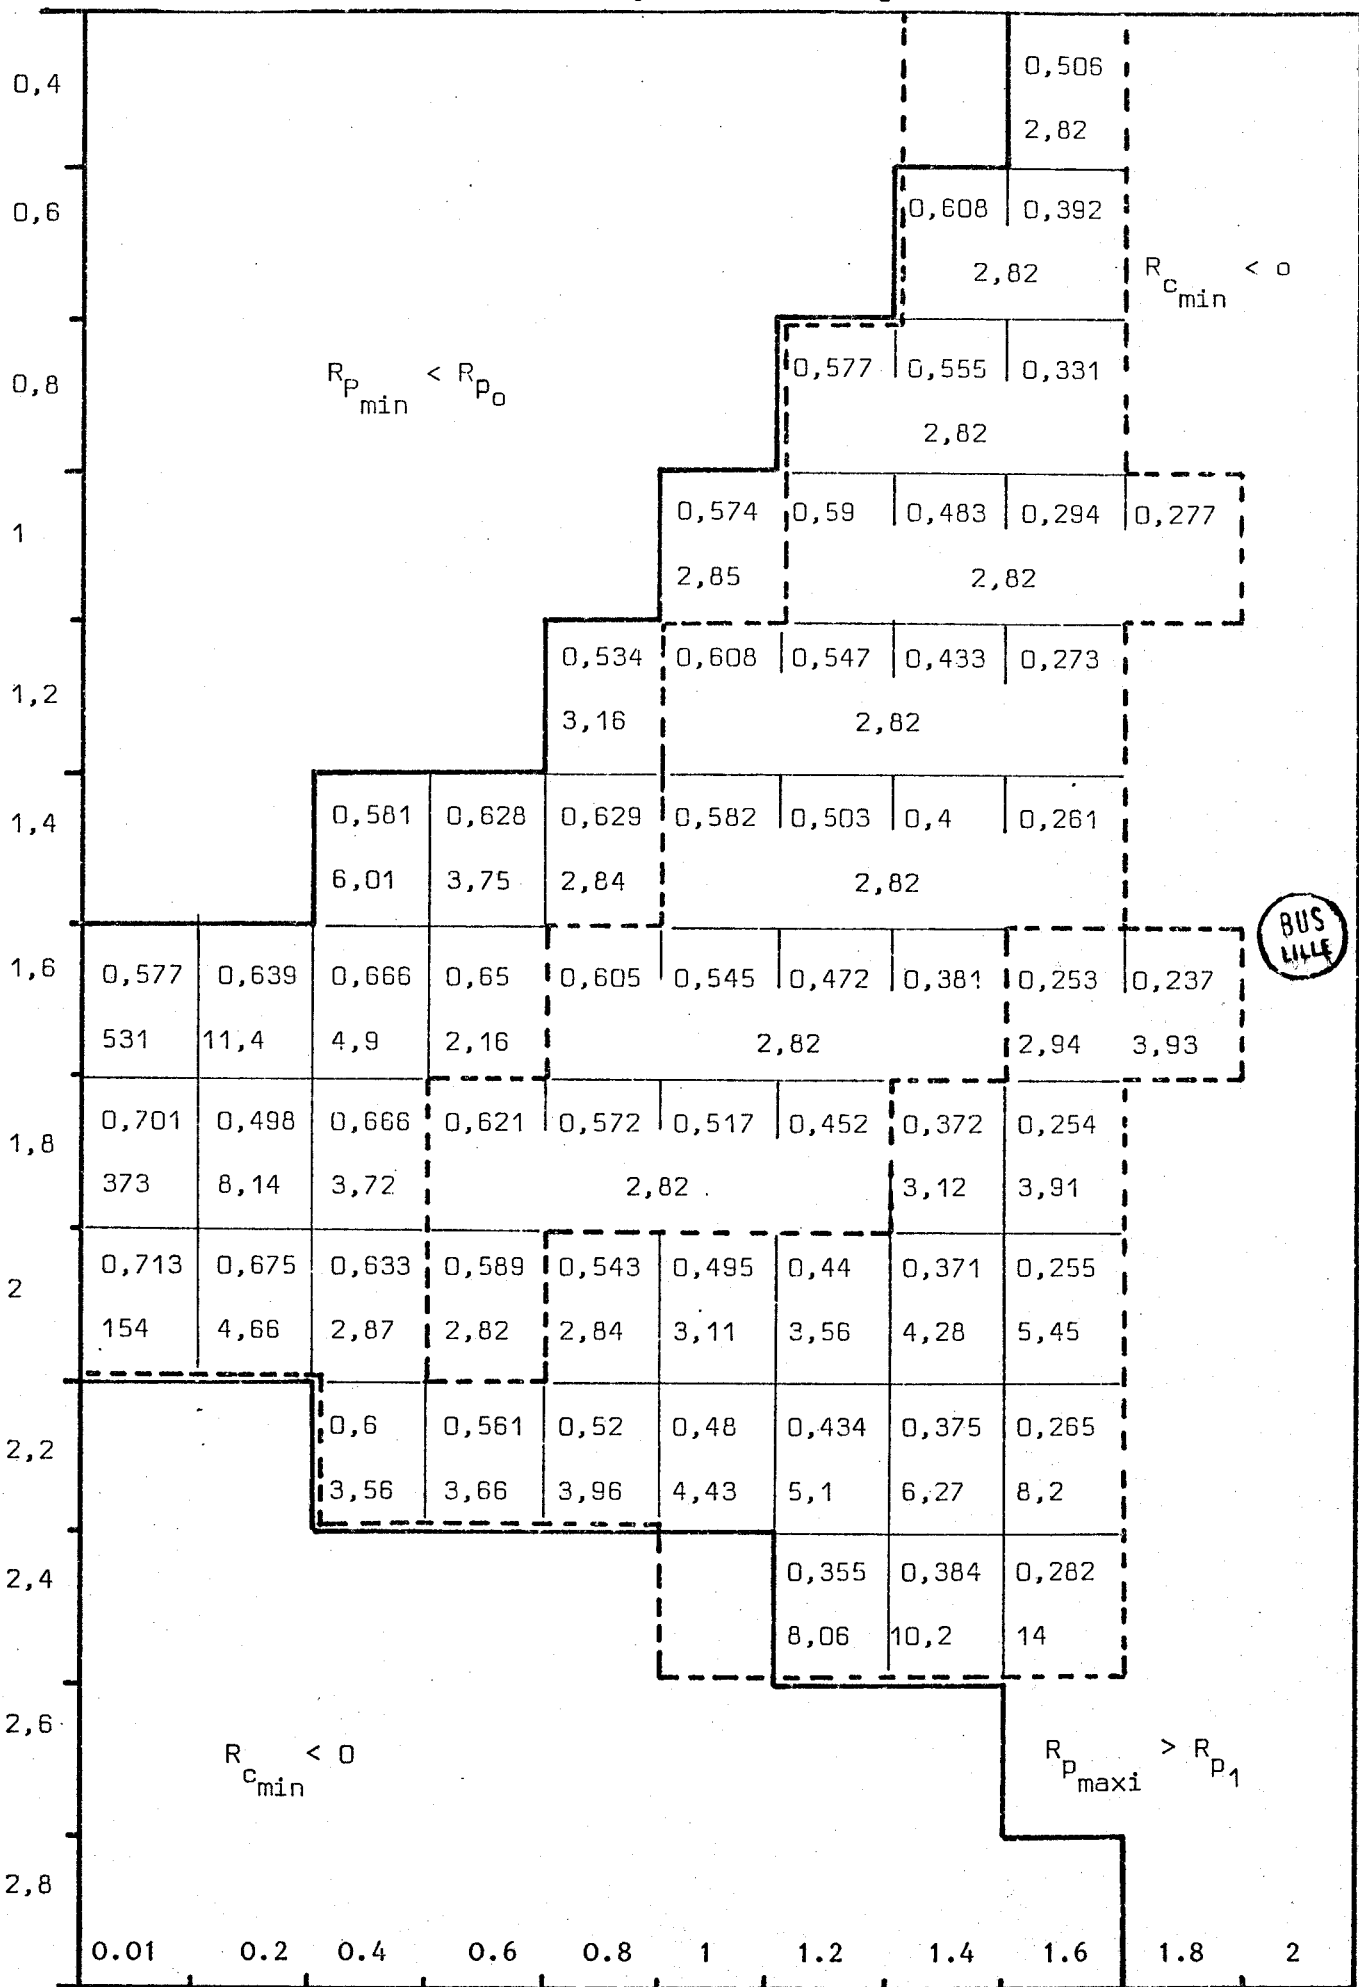 0,4 0,506
2,82
0,6 0,608 0,392
2,82 R c min < o
0,8 R P min < R p o 0,577 0,555 0,331
2,82
1 0,574 0,59 0,483 0,294 0,277
2,85 2,82
1,2 0,534 0,608 0,547 0,433 0,273
3,16 2,82
1,4 0,581 0,628 0,629 0,582 0,503 0,4 0,261
6,01 3,75 2,84 2,82
BUS
LILLE
1,6 0,577 0,639 0,666 0,65 0,605 0,545 0,472 0,381 0,253 0,237
531 11,4 4,9 2,16 2,82 2,94 3,93
1,8 0,701 0,498 0,666 0,621 0,572 0,517 0,452 0,372 0,254
373 8,14 3,72 2,82 3,12 3,91
2 0,713 0,675 0,633 0,589 0,543 0,495 0,44 0,371 0,255
154 4,66 2,87 2,82 2,84 3,11 3,56 4,28 5,45
2,2 0,6 0,561 0,52 0,48 0,434 0,375 0,265
3,56 3,66 3,96 4,43 5,1 6,27 8,2
2,4 0,355 0,384 0,282
8,06 10,2 14
2,6
R c min < 0 R p maxi > R p 1
2,8
0.01 0.2 0.4 0.6 0.8 1 1.2 1.4 1.6 1.8 2